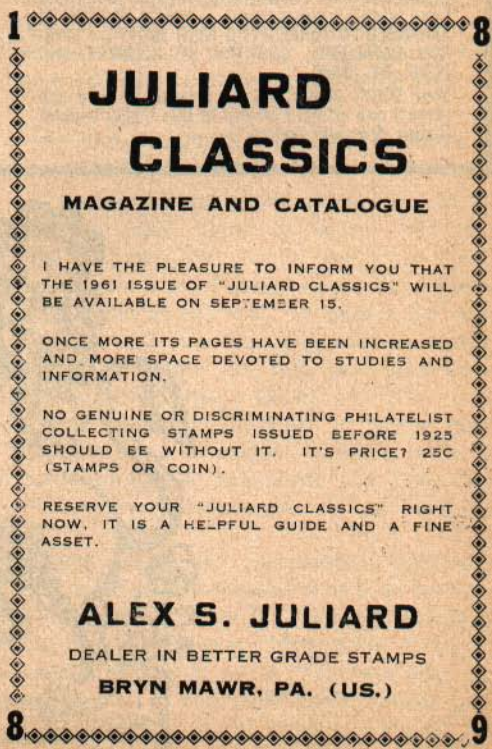 1 8
JULIARD
CLASSICS
MAGAZINE AND CATALOGUE
I HAVE THE PLEASURE TO INFORM YOU THAT
THE 1961 ISSUE OF "JULIARD CLASSICS" WILL
BE AVAILABLE ON SEPTEMBER 15.
ONCE MORE ITS PAGES HAVE BEEN INCREASED
AND MORE SPACE DEVOTED TO STUDIES AND
INFORMATION.
NO GENUINE OR DISCRIMINATING PHILATELIST
COLLECTING STAMPS ISSUED BEFORE 1925
SHOULD BE WITHOUT IT. IT'S PRICE? 25C
(STAMPS OR COIN).
RESERVE YOUR "JULIARD CLASSICS" RIGHT
NOW, IT IS A HELPFUL GUIDE AND A FINE
ASSET.
ALEX S. JULIARD
DEALER IN BETTER GRADE STAMPS
BRYN MAWR, PA. (US.)
8 9